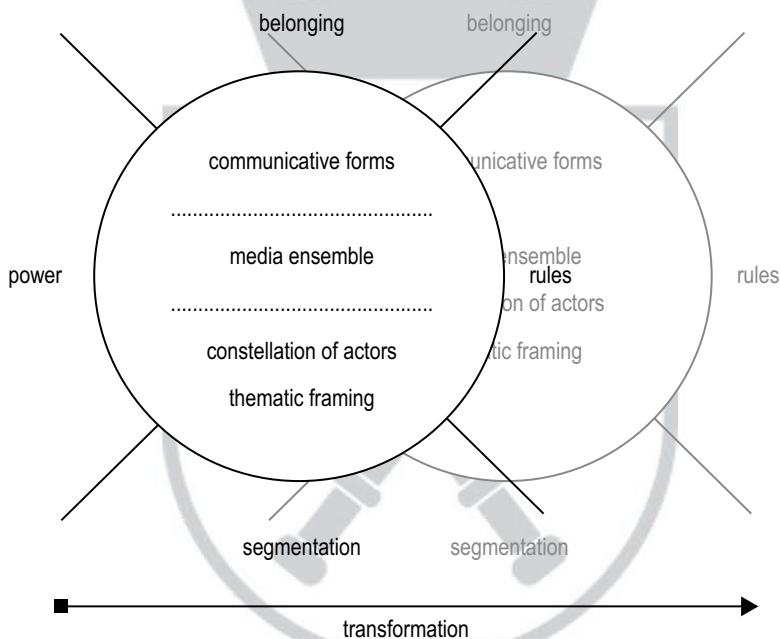 belonging belonging
communicative forms unicative forms
media ensemble ensemble
power rules rules
on of actors
constellation of actors tic framing
thematic framing
segmentation segmentation
transformation